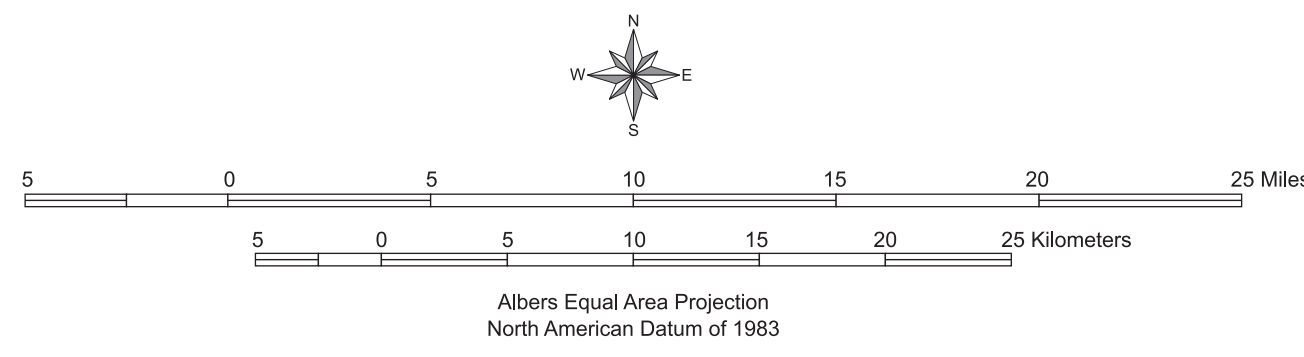 N
W E
S
5 0 5 10 15 20 25 Miles
5 0 5 10 15 20 25 Kilometers
Albers Equal Area Projection
North American Datum of 1983